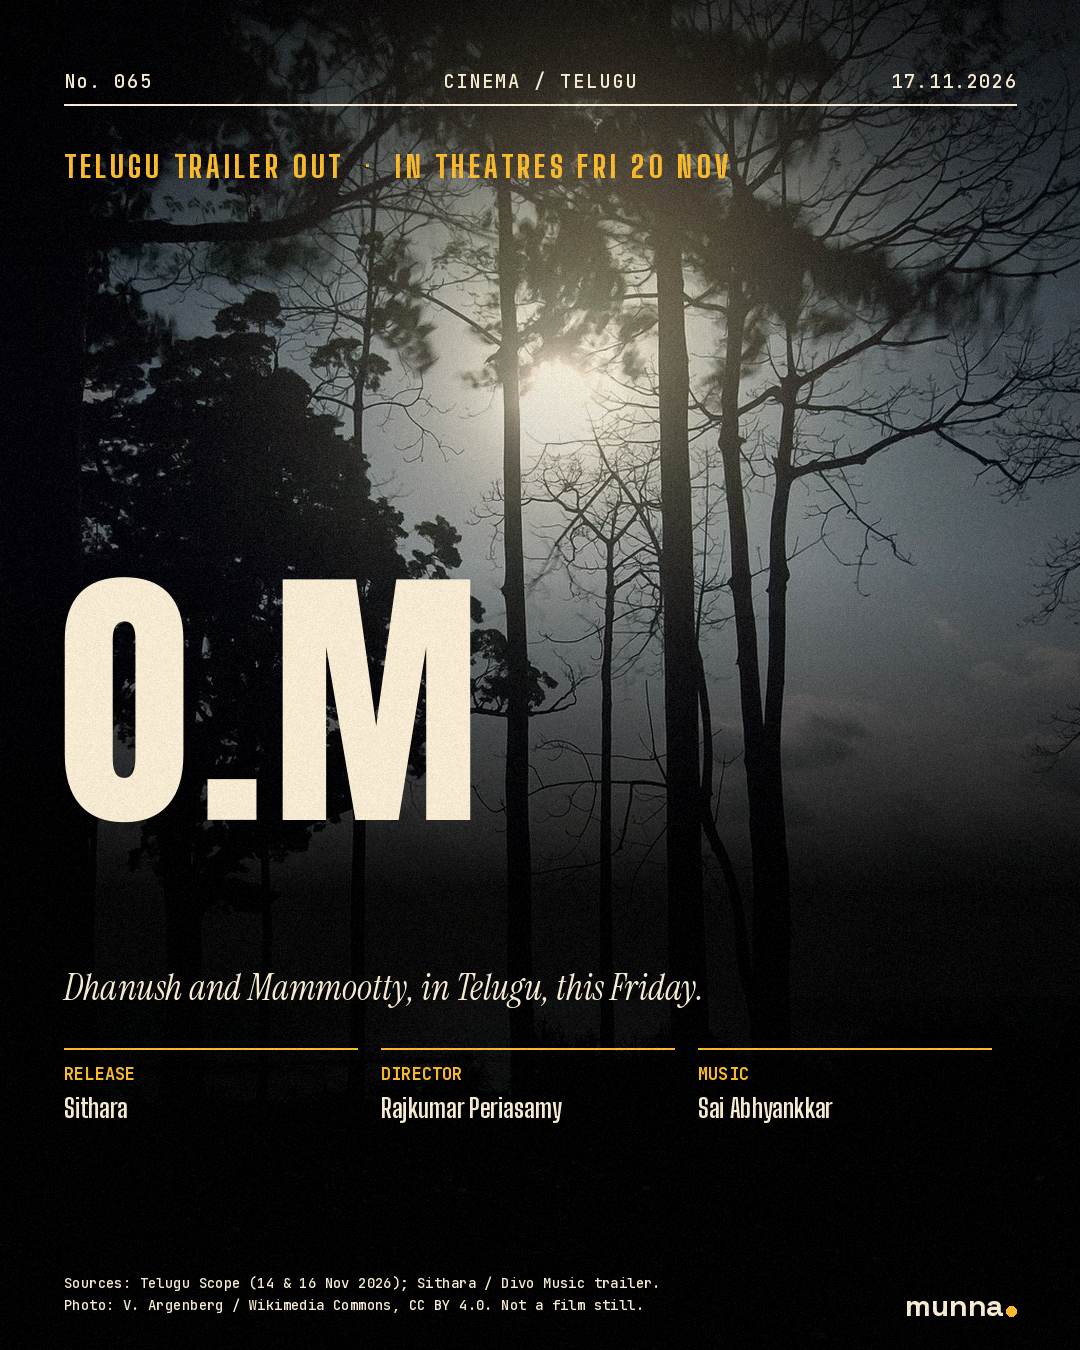 No. 065
CINEMA / TELUGU
17.11.2026
TELUGU TRAILER OUT · IN THEATRES FRI 20 NOV
O.M
Dhanush and Mammootty, in Telugu, this Friday.
RELEASE
Sithara
DIRECTOR
Rajkumar Periasamy
MUSIC
Sai Abhyankkar
Sources: Telugu Scope (14 & 16 Nov 2026); Sithara / Divo Music trailer.
Photo: V. Argenberg / Wikimedia Commons, CC BY 4.0. Not a film still.
munna.